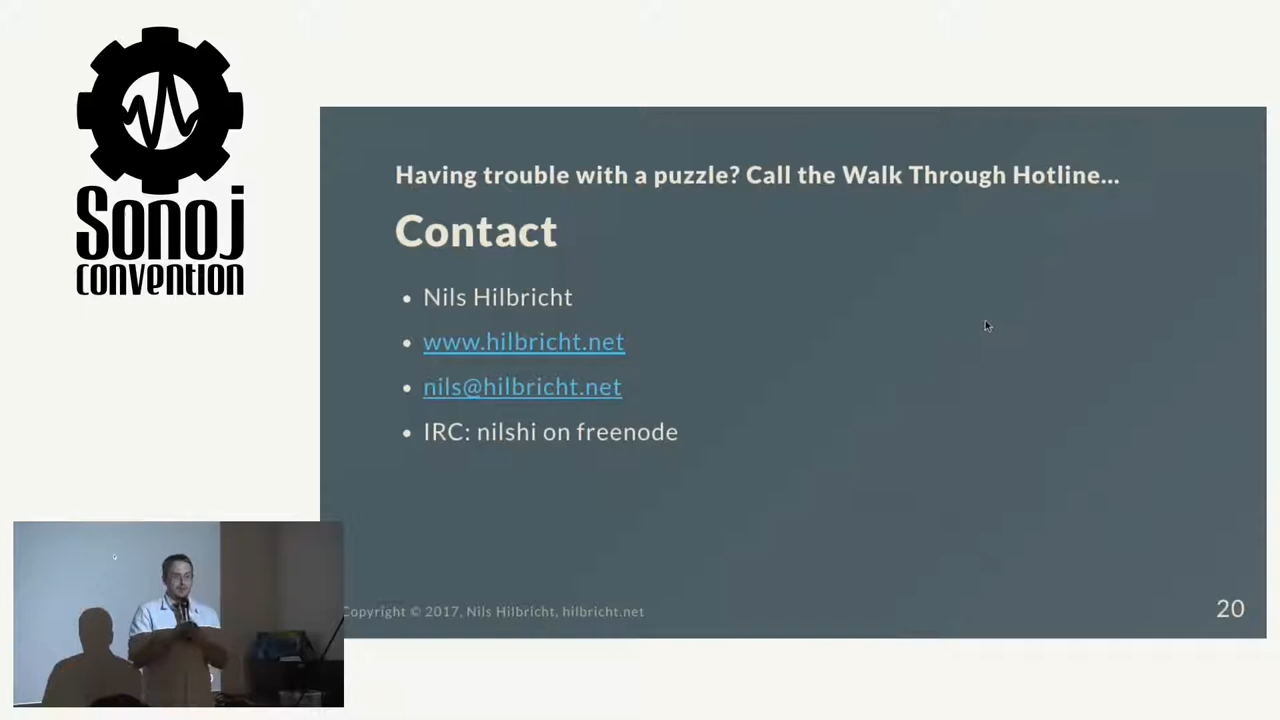 Sonoj
convention
Having trouble with a puzzle? Call the Walk Through Hotline...
Contact
• Nils Hilbricht
• www.hilbricht.net
• nils@hilbricht.net
• IRC: nilshi on freenode
Copyright © 2017, Nils Hilbricht, hilbricht.net
20